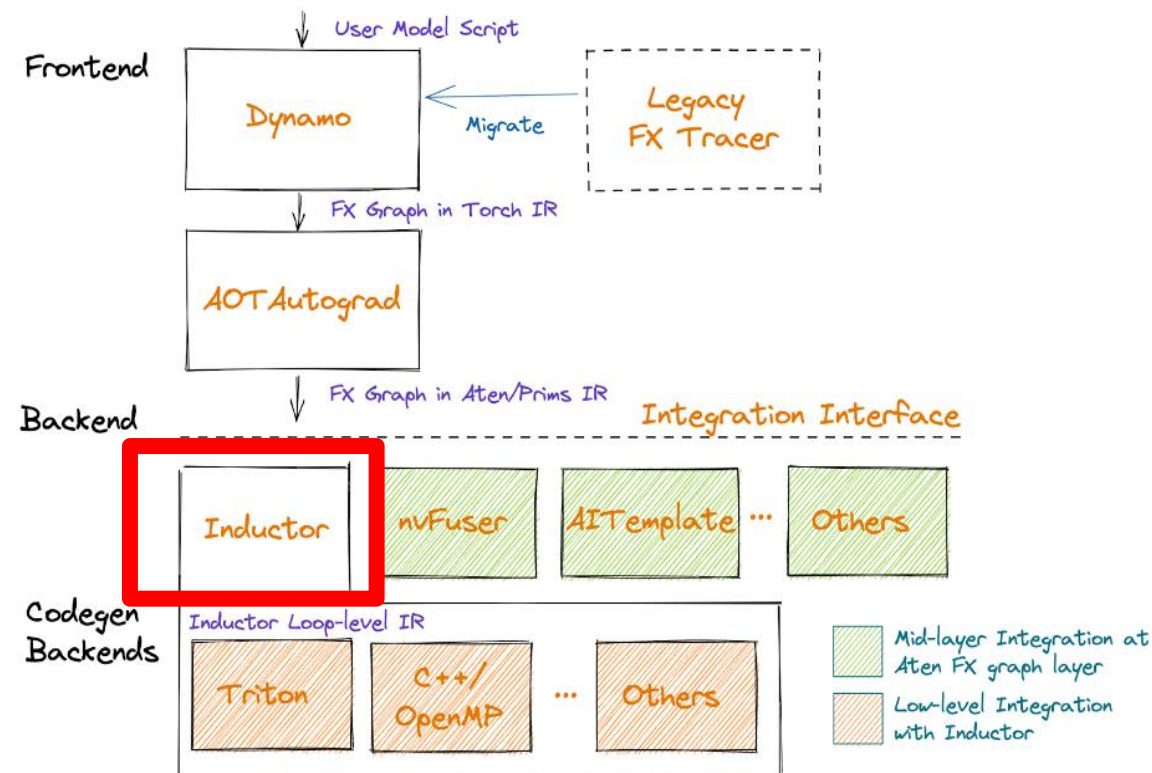 User Model Script
Frontend
Dynamo
Migrate
Legacy
FX Tracer
FX Graph in Torch IR
AOTAutograd
FX Graph in Aten/Prims IR
Backend
Integration Interface
Inductor
nvFuser
AITemplate
...
Others
Codegen
Backends
Inductor Loop-level IR
Triton
C++/
OpenMP
...
Others
Mid-layer Integration at
Aten FX graph layer
Low-level Integration
with Inductor